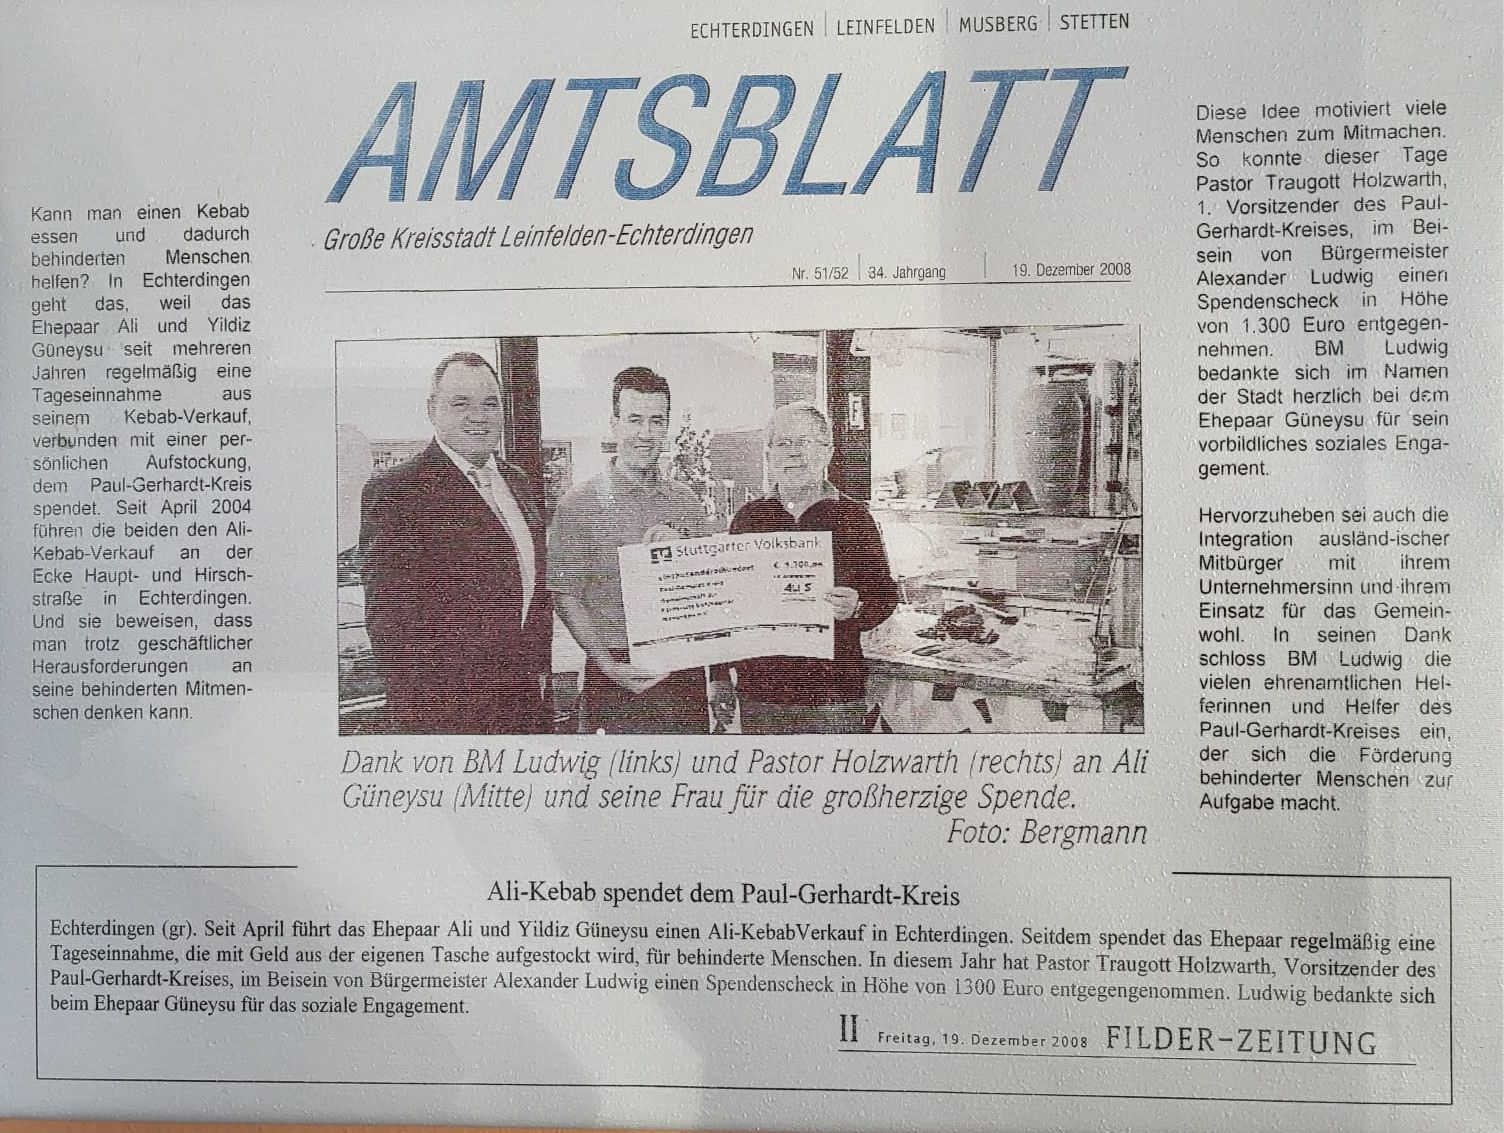 ECHTERDINGEN | LEINFELDEN | MUSBERG | STETTEN
AMTSBLATT
Große Kreisstadt Leinfelden-Echterdingen
Nr. 51/52 | 34. Jahrgang | 19. Dezember 2008
Kann man einen Kebab
essen und dadurch
behinderten Menschen
helfen? In Echterdingen
geht das, weil das
Ehepaar Ali und Yildiz
Güneysu seit mehreren
Jahren regelmäßig eine
Tageseinnahme aus
seinem Kebab-Verkauf,
verbunden mit einer per-
sönlichen Aufstockung,
dem Paul-Gerhardt-Kreis
spendet. Seit April 2004
führen die beiden den Ali-
Kebab-Verkauf an der
Ecke Haupt- und Hirsch-
straße in Echterdingen.
Und sie beweisen, dass
man trotz geschäftlicher
Herausforderungen an
seine behinderten Mitmen-
schen denken kann.
F
Stuttgarter Volksbank
Dank von BM Ludwig (links) und Pastor Holzwarth (rechts) an Ali
Güneysu (Mitte) und seine Frau für die großherzige Spende.
Foto: Bergmann
Diese Idee motiviert viele
Menschen zum Mitmachen.
So konnte dieser Tage
Pastor Traugott Holzwarth,
1. Vorsitzender des Paul-
Gerhardt-Kreises, im Bei-
sein von Bürgermeister
Alexander Ludwig einen
Spendenscheck in Höhe
von 1.300 Euro entgegen-
nehmen. BM Ludwig
bedankte sich im Namen
der Stadt herzlich bei dem
Ehepaar Güneysu für sein
vorbildliches soziales Enga-
gement.
Hervorzuheben sei auch die
Integration ausländ-ischer
Mitbürger mit ihrem
Unternehmersinn und ihrem
Einsatz für das Gemein-
wohl. In seinen Dank
schloss BM Ludwig die
vielen ehrenamtlichen Hel-
ferinnen und Helfer des
Paul-Gerhardt-Kreises ein,
der sich die Förderung
behinderter Menschen zur
Aufgabe macht.
Ali-Kebab spendet dem Paul-Gerhardt-Kreis
Echterdingen (gr). Seit April führt das Ehepaar Ali und Yildiz Güneysu einen Ali-KebabVerkauf in Echterdingen. Seitdem spendet das Ehepaar regelmäßig eine
Tageseinnahme, die mit Geld aus der eigenen Tasche aufgestockt wird, für behinderte Menschen. In diesem Jahr hat Pastor Traugott Holzwarth, Vorsitzender des
Paul-Gerhardt-Kreises, im Beisein von Bürgermeister Alexander Ludwig einen Spendenscheck in Höhe von 1300 Euro entgegengenommen. Ludwig bedankte sich
beim Ehepaar Güneysu für das soziale Engagement.
II Freitag, 19. Dezember 2008 FILDER-ZEITUNG